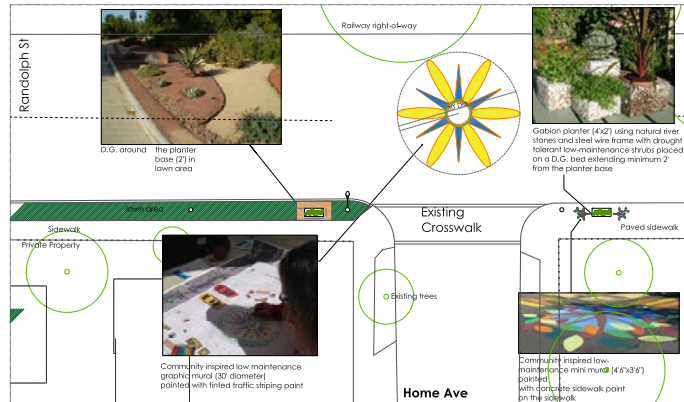 Railway right-of-way
Randolph St
D.G. around the planter
base (2') in
lawn area
Gabion planter (4'x2') using natural river
stones and steel wire frame with drought
tolerant low-maintenance shrubs placed
on a D.G. bed extending minimum 2'
from the planter base
lawn area
Existing
Crosswalk
Sidewalk
Paved sidewalk
Private Property
Existing trees
Community inspired low maintenance
graphic mural (30' diameter)
painted with tinted traffic striping paint
Community inspired low-
maintenance mini mural (4'6"x3'6")
painted
with concrete sidewalk paint
on the sidewalk
Home Ave